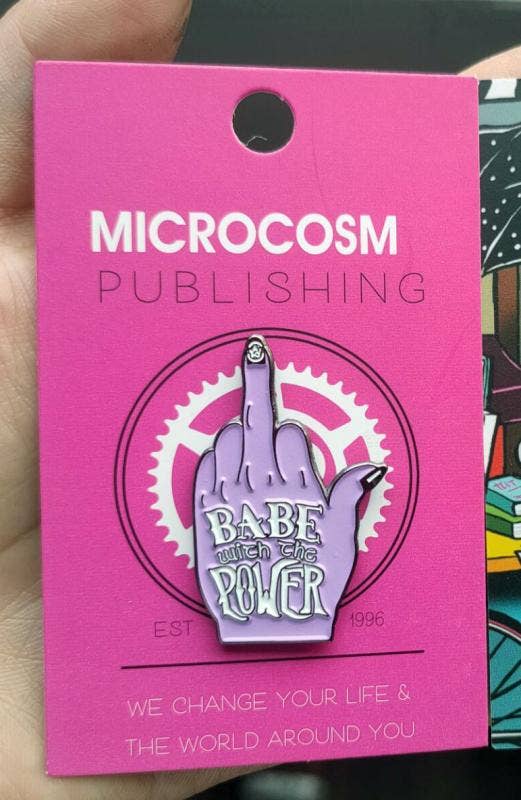 MICROCOSM
PUBLISHING
BABE
with the
POWER
EST 1996
WE CHANGE YOUR LIFE &
THE WORLD AROUND YOU